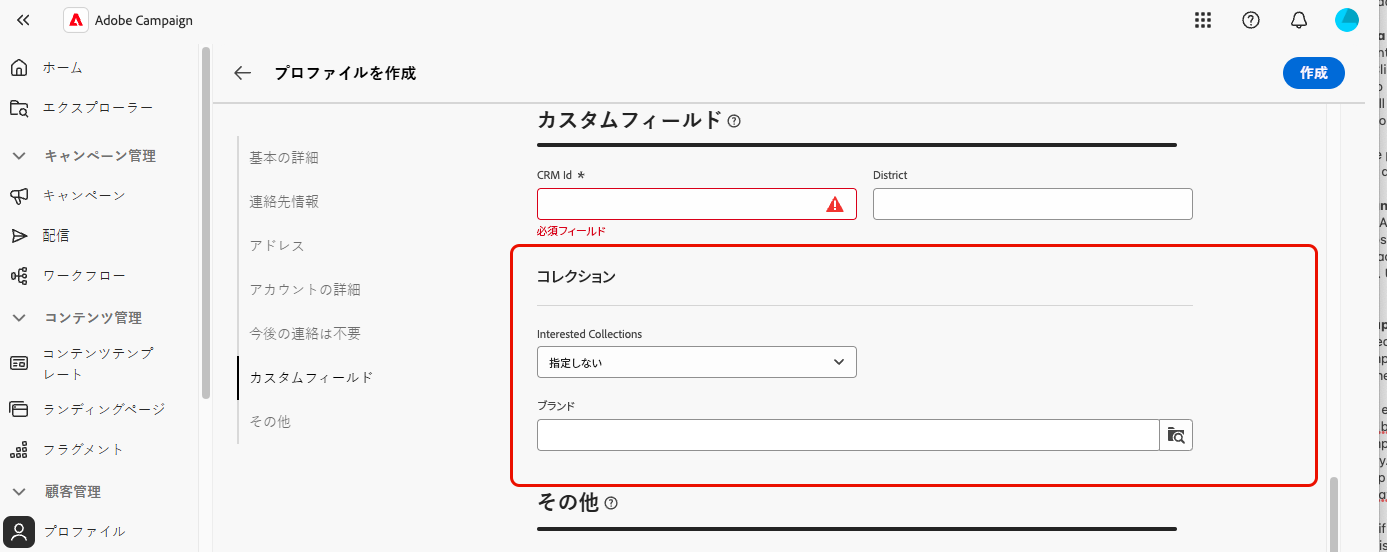 Adobe Campaign
ホーム
エクスプローラー
キャンペーン管理
キャンペーン
配信
ワークフロー
コンテンツ管理
コンテンツテンプ
レート
ランディングページ
フラグメント
顧客管理
プロファイル
プロファイルを作成
作成
基本の詳細
連絡先情報
アドレス
アカウントの詳細
今後の連絡は不要
カスタムフィールド
その他
カスタムフィールド
CRM Id *
District
必須フィールド
コレクション
Interested Collections
指定しない
ブランド
その他